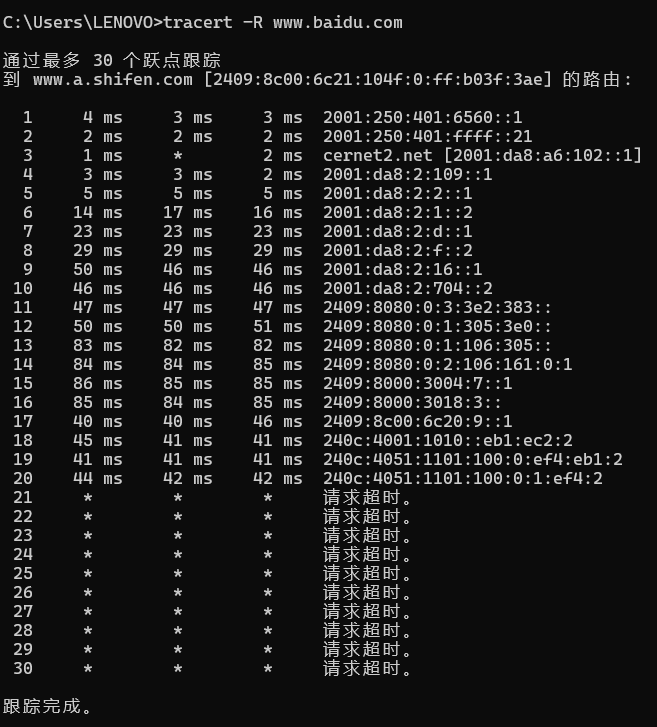 C:\Users\LENOVO>tracert -R www.baidu.com
通过最多 30 个跃点跟踪
到 www.a.shifen.com [2409:8c00:6c21:104f:0:ff:b03f:3ae] 的路由:
1 4 ms 3 ms 3 ms 2001:250:401:6560::1
2 2 ms 2 ms 2 ms 2001:250:401:ffff::21
3 1 ms * 2 ms cernet2.net [2001:da8:a6:102::1]
4 3 ms 3 ms 2 ms 2001:da8:2:109::1
5 5 ms 5 ms 5 ms 2001:da8:2:2::1
6 14 ms 17 ms 16 ms 2001:da8:2:1::2
7 23 ms 23 ms 23 ms 2001:da8:2:d::1
8 29 ms 29 ms 29 ms 2001:da8:2:f::2
9 50 ms 46 ms 46 ms 2001:da8:2:16::1
10 46 ms 46 ms 46 ms 2001:da8:2:704::2
11 47 ms 47 ms 47 ms 2409:8080:0:3:3e2:383::
12 50 ms 50 ms 51 ms 2409:8080:0:1:305:3e0::
13 83 ms 82 ms 82 ms 2409:8080:0:1:106:305::
14 84 ms 84 ms 85 ms 2409:8080:0:2:106:161:0:1
15 86 ms 85 ms 85 ms 2409:8000:3004:7::1
16 85 ms 84 ms 85 ms 2409:8000:3018:3::
17 40 ms 40 ms 46 ms 2409:8c00:6c20:9::1
18 45 ms 41 ms 41 ms 240c:4001:1010::eb1:ec2:2
19 41 ms 41 ms 41 ms 240c:4051:1101:100:0:ef4:eb1:2
20 44 ms 42 ms 42 ms 240c:4051:1101:100:0:1:ef4:2
21 * * * 请求超时。
22 * * * 请求超时。
23 * * * 请求超时。
24 * * * 请求超时。
25 * * * 请求超时。
26 * * * 请求超时。
27 * * * 请求超时。
28 * * * 请求超时。
29 * * * 请求超时。
30 * * * 请求超时。
跟踪完成。